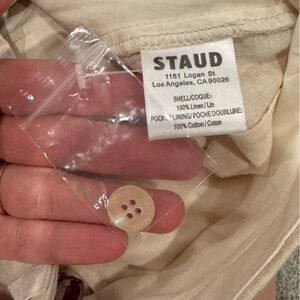 STAUD
1161 Logan St
Los Angeles, CA 90026
SHELL/COQUE:
100% Linen/Lin
POCKET LINING/POCHE DOUBLURE:
100% Cotton/Coton